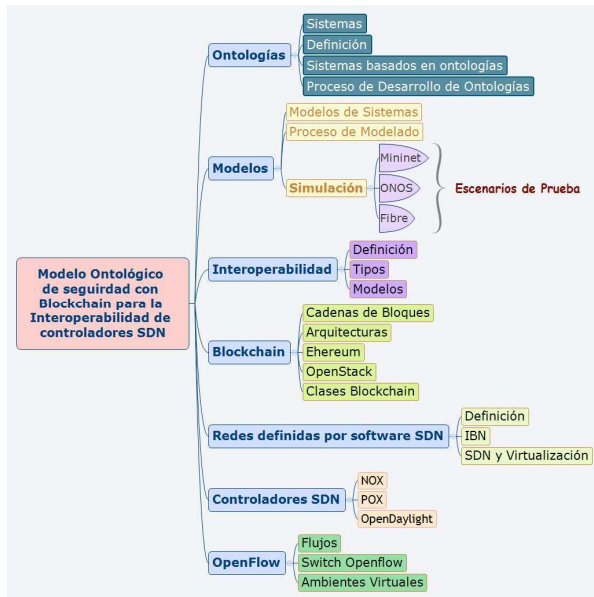 Modelo Ontológico
de seguirdad con
Blockchain para la
Interoperabilidad de
controladores SDN
Ontologías
Sistemas
Definición
Sistemas basados en ontologías
Proceso de Desarrollo de Ontologías
Modelos
Modelos de Sistemas
Proceso de Modelado
Simulación
Mininet
ONOS
Fibre
Escenarios de Prueba
Interoperabilidad
Definición
Tipos
Modelos
Blockchain
Cadenas de Bloques
Arquitecturas
Ehereum
OpenStack
Clases Blockchain
Redes definidas por software SDN
Definición
IBN
SDN y Virtualización
Controladores SDN
NOX
POX
OpenDaylight
OpenFlow
Flujos
Switch Openflow
Ambientes Virtuales